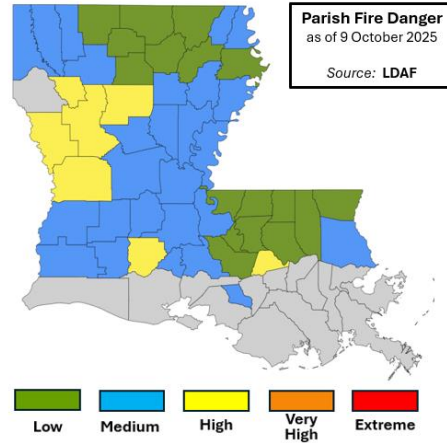 Parish Fire Danger
as of 9 October 2025
Source: LDAF
Low
Medium
High
Very
High
Extreme